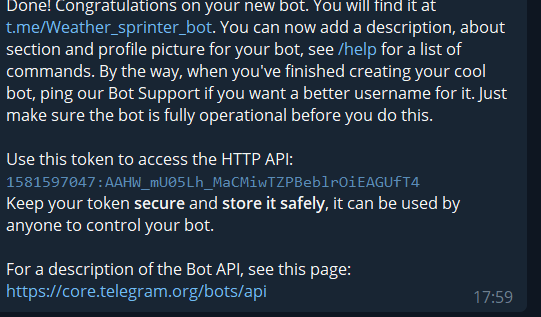 Done! Congratulations on your new bot. You will find it at
t.me/Weather_sprinter_bot. You can now add a description, about
section and profile picture for your bot, see /help for a list of
commands. By the way, when you've finished creating your cool
bot, ping our Bot Support if you want a better username for it. Just
make sure the bot is fully operational before you do this.

Use this token to access the HTTP API:
1581597047:AAHW_mU05Lh_MaCMiwTZPBeblrOiEAGUfT4
Keep your token secure and store it safely, it can be used by
anyone to control your bot.

For a description of the Bot API, see this page:
https://core.telegram.org/bots/api
17:59